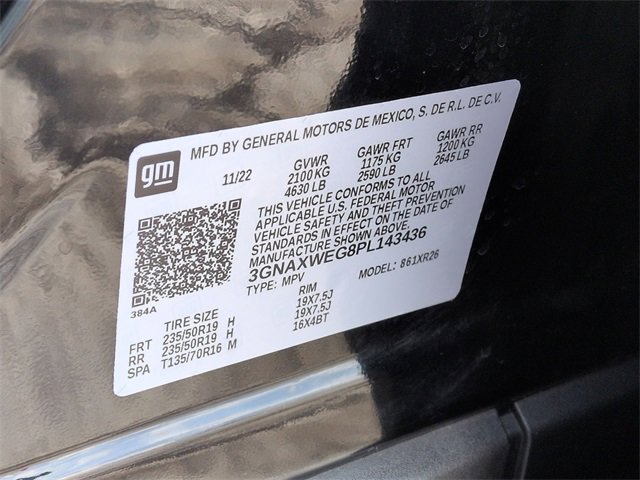 gm
MFD BY GENERAL MOTORS DE MEXICO, S. DE R.L. DE C.V.
11/22 GVWR GAWR FRT GAWR RR
2100 KG 1175 KG 1200 KG
4630 LB 2590 LB 2645 LB
THIS VEHICLE CONFORMS TO ALL
APPLICABLE U.S. FEDERAL MOTOR
VEHICLE SAFETY AND THEFT PREVENTION
STANDARDS IN EFFECT ON THE DATE OF
MANUFACTURE SHOWN ABOVE.
3GNAXWEG8PL143436
TYPE: MPV MODEL: 861XR26
384A
TIRE SIZE RIM
FRT 235/50R19 H 19X7.5J
RR 235/50R19 H 19X7.5J
SPA T135/70R16 M 16X4BT